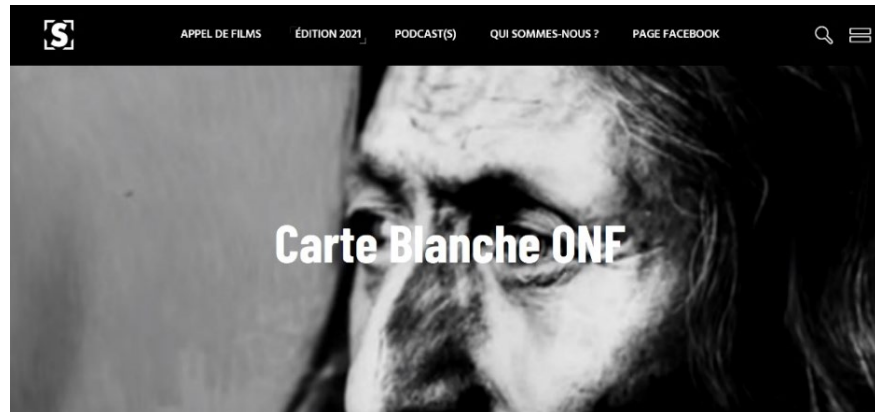 S
APPEL DE FILMS ÉDITION 2021 PODCAST(S) QUI SOMMES-NOUS ? PAGE FACEBOOK
Carte Blanche ONF